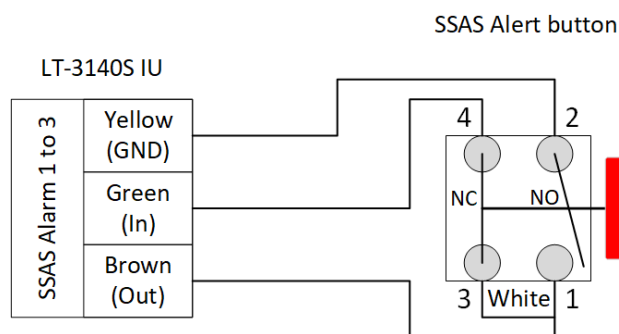 SSAS Alert button
LT-3140S IU
SSAS Alarm 1 to 3
Yellow
(GND)
Green
(In)
Brown
(Out)
4 2
NC NO
3 White 1